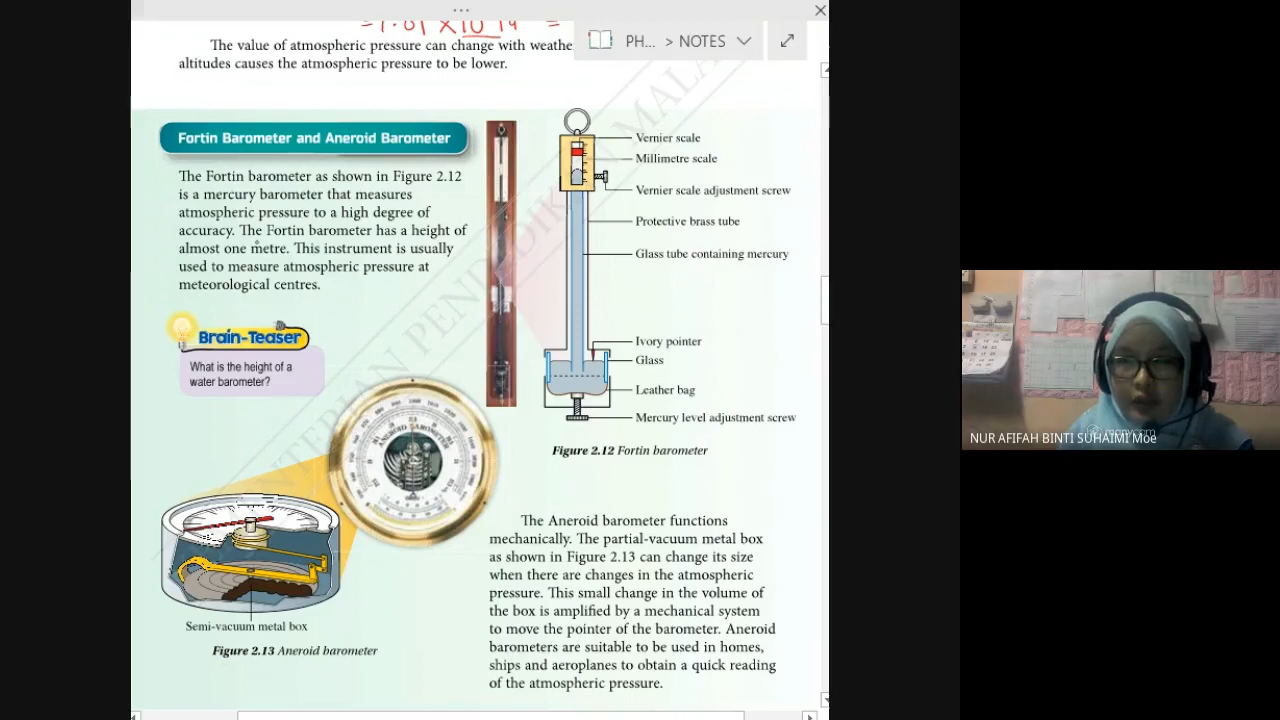 =1.01 × 10
The value of atmospheric pressure can change with weathe
altitudes causes the atmospheric pressure to be lower.
PH... > NOTES
Fortin Barometer and Aneroid Barometer
The Fortin barometer as shown in Figure 2.12
is a mercury barometer that measures
atmospheric pressure to a high degree of
accuracy. The Fortin barometer has a height of
almost one metre. This instrument is usually
used to measure atmospheric pressure at
meteorological centres.
Brain-Teaser
What is the height of a
water barometer?
Vernier scale
Millimetre scale
Vernier scale adjustment screw
Protective brass tube
Glass tube containing mercury
Ivory pointer
Glass
Leather bag
Mercury level adjustment screw
Figure 2.12 Fortin barometer
ANEROID BAROMETER
Semi-vacuum metal box
Figure 2.13 Aneroid barometer
The Aneroid barometer functions
mechanically. The partial-vacuum metal box
as shown in Figure 2.13 can change its size
when there are changes in the atmospheric
pressure. This small change in the volume of
the box is amplified by a mechanical system
to move the pointer of the barometer. Aneroid
barometers are suitable to be used in homes,
ships and aeroplanes to obtain a quick reading
of the atmospheric pressure.
NUR AFIFAH BINTI SUHAIMI Moe